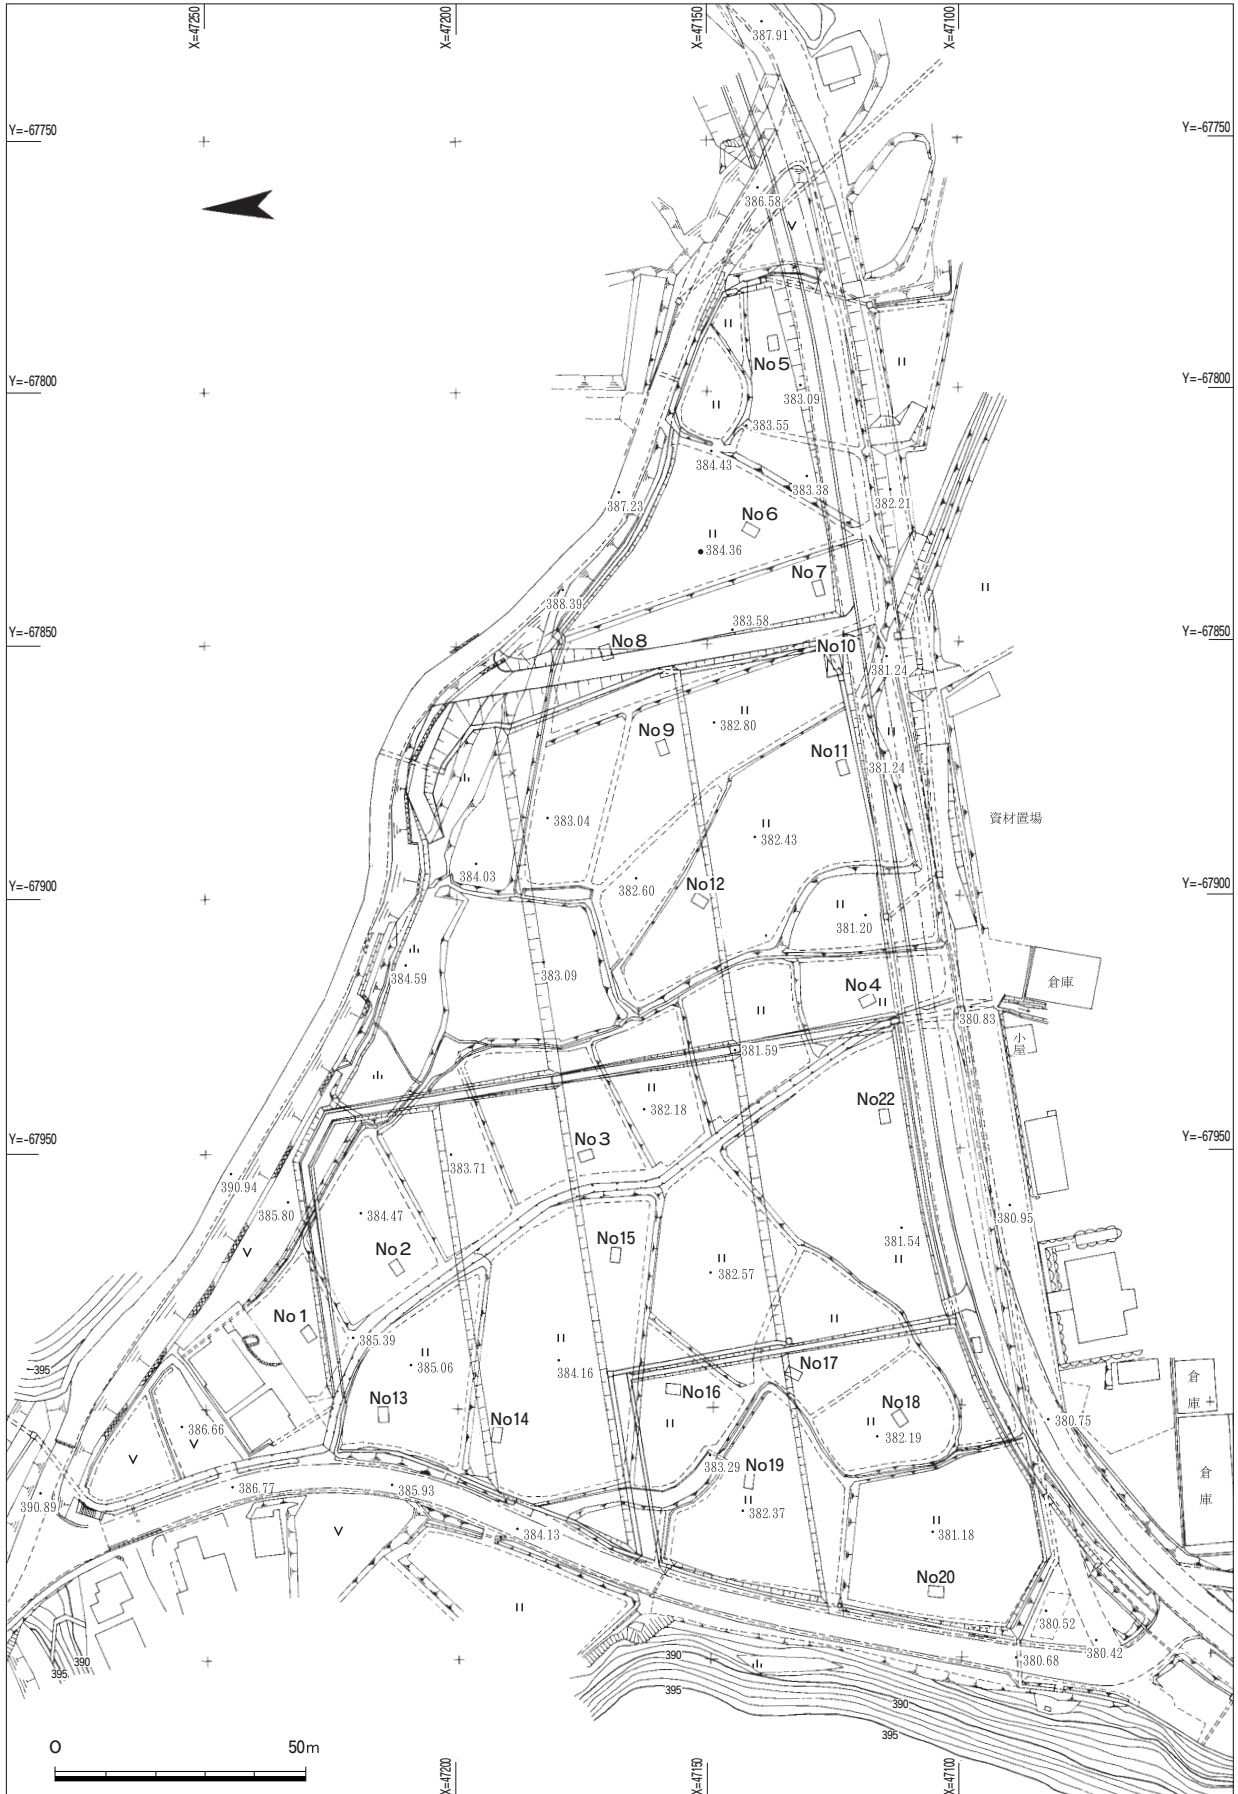 X=47250
X=47200
X=47150
X=47100
387.91
Y=-67750
Y=-67750
386.58
No5
Y=-67800
Y=-67800
383.09
383.55
384.43
383.38
387.23
382.21
No6
384.36
No7
388.39
383.58
Y=-67850
Y=-67850
No8
No10
381.24
382.80
No9
No11
381.24
383.04
資材置場
382.43
384.03
382.60
Y=-67900
Y=-67900
No12
381.20
384.59
383.09
倉庫
No4
380.83
小屋
381.59
382.18
No22
No3
Y=-67950
Y=-67950
383.71
390.94
385.80
384.47
380.95
381.54
No2
No15
382.57
No1
385.39
385.06
384.16
395
No17
倉庫
No16
No13
No14
No18
380.75
386.66
382.19
383.29
No19
倉庫
386.77
385.93
390.89
382.37
384.13
381.18
No20
380.52
380.42
380.68
390
395
390
395
390
395
O
50m
X=47200
X=47150
X=47100